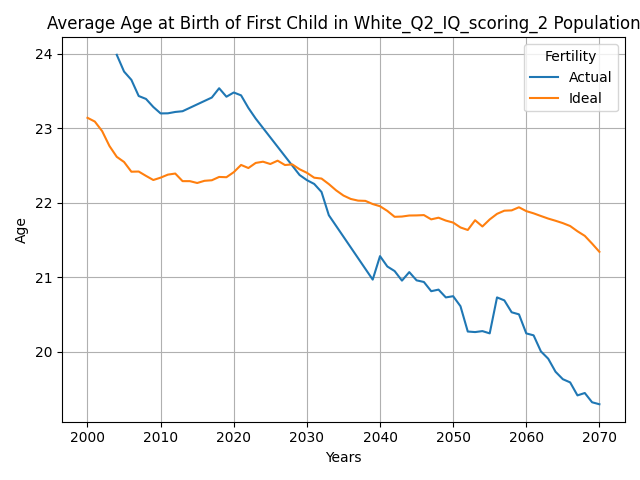 Average Age at Birth of First Child in White_Q2_IQ_scoring_2 Population
Fertility
Actual
Ideal
Age
24
23
22
21
20
2000 2010 2020 2030 2040 2050 2060 2070
Years